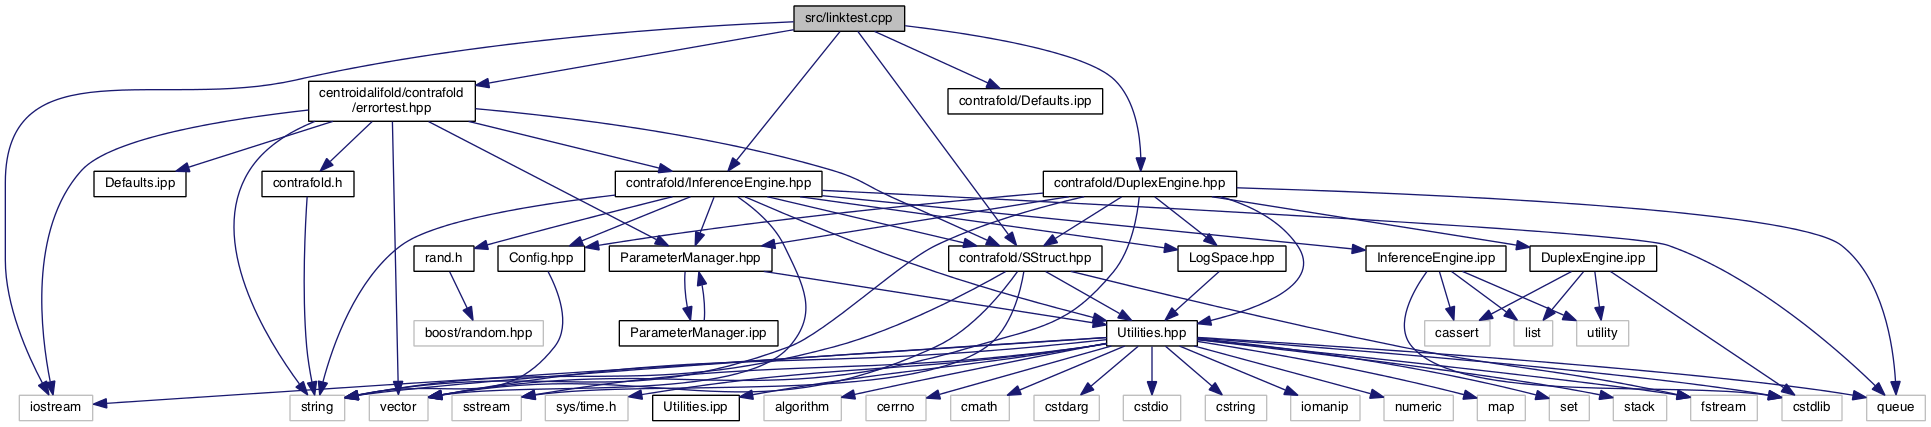 src/linktest.cpp
centroidalifold/contrafold
/errortest.hpp
contrafold/Defaults.ipp
Defaults.ipp
contrafold.h
contrafold/InferenceEngine.hpp
contrafold/DuplexEngine.hpp
rand.h
Config.hpp
ParameterManager.hpp
contrafold/SStruct.hpp
LogSpace.hpp
InferenceEngine.ipp
DuplexEngine.ipp
boost/random.hpp
ParameterManager.ipp
Utilities.hpp
cassert
list
utility
iostream
string
vector
sstream
sys/time.h
Utilities.ipp
algorithm
cerrno
cmath
cstdarg
cstdio
cstring
iomanip
numeric
map
set
stack
fstream
cstdlib
queue